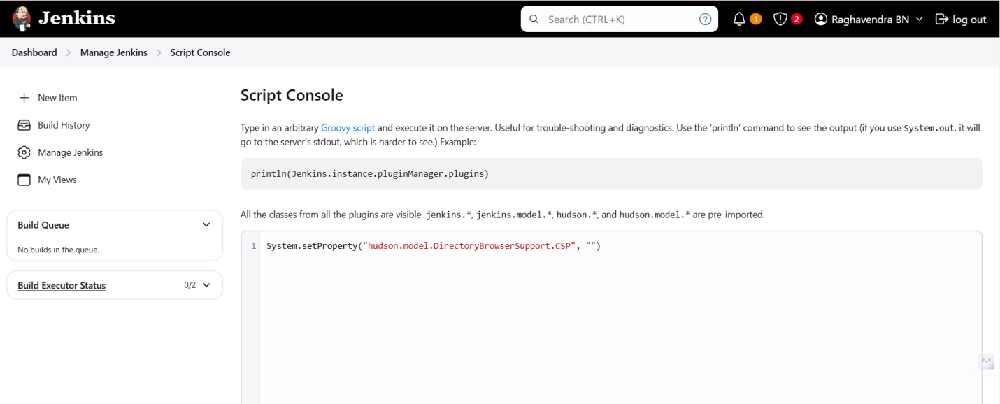 Jenkins
Search (CTRL+K)
?
1
2
Raghavendra BN
log out
Dashboard > Manage Jenkins > Script Console
New Item
Build History
Manage Jenkins
My Views
Build Queue
No builds in the queue.
Build Executor Status
0/2
Script Console
Type in an arbitrary Groovy script and execute it on the server. Useful for trouble-shooting and diagnostics. Use the ‘println’ command to see the output (if you use System.out, it will
go to the server’s stdout, which is harder to see.) Example:
println(Jenkins.instance.pluginManager.plugins)
All the classes from all the plugins are visible. jenkins.*, jenkins.model.*, hudson.*, and hudson.model.* are pre-imported.
1 System.setProperty("hudson.model.DirectoryBrowserSupport.CSP", "")